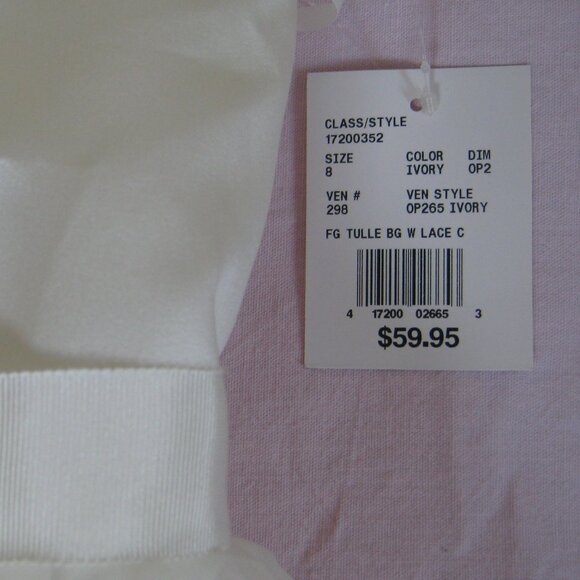 CLASS/STYLE
17200352
SIZE COLOR DIM
8 IVORY OP2
VEN # VEN STYLE
298 OP265 IVORY
FG TULLE BG W LACE C
4 17200 02665 3
$59.95